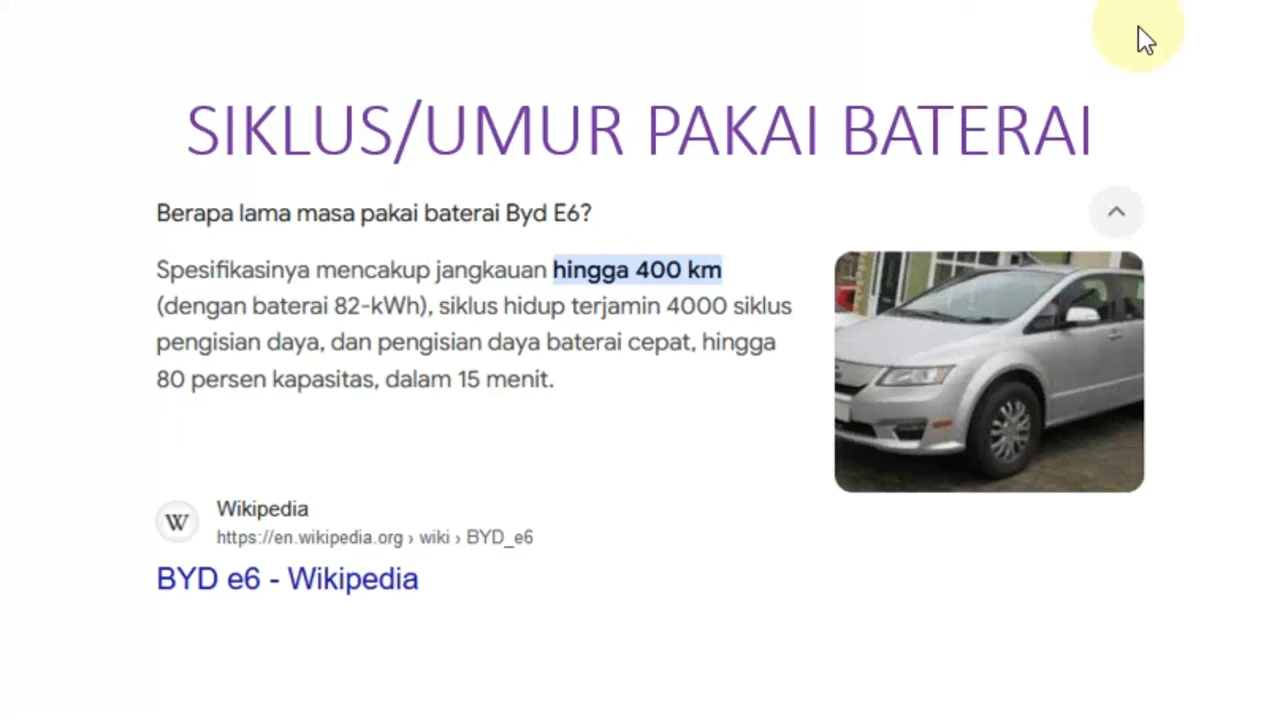 SIKLUS/UMUR PAKAI BATERAI
Berapa lama masa pakai baterai Byd E6?
Spesifikasinya mencakup jangkauan hingga 400 km
(dengan baterai 82-kWh), siklus hidup terjamin 4000 siklus
pengisian daya, dan pengisian daya baterai cepat, hingga
80 persen kapasitas, dalam 15 menit.
W
Wikipedia
https://en.wikipedia.org › wiki › BYD_e6
BYD e6 - Wikipedia